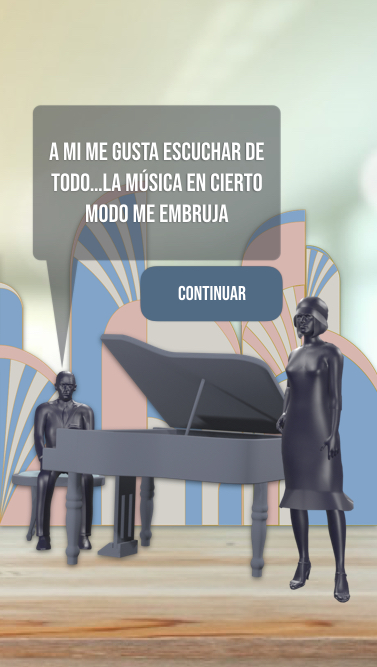 A MI ME GUSTA ESCUCHAR DE
TODO...LA MÚSICA EN CIERTO
MODO ME EMBRUJA
CONTINUAR